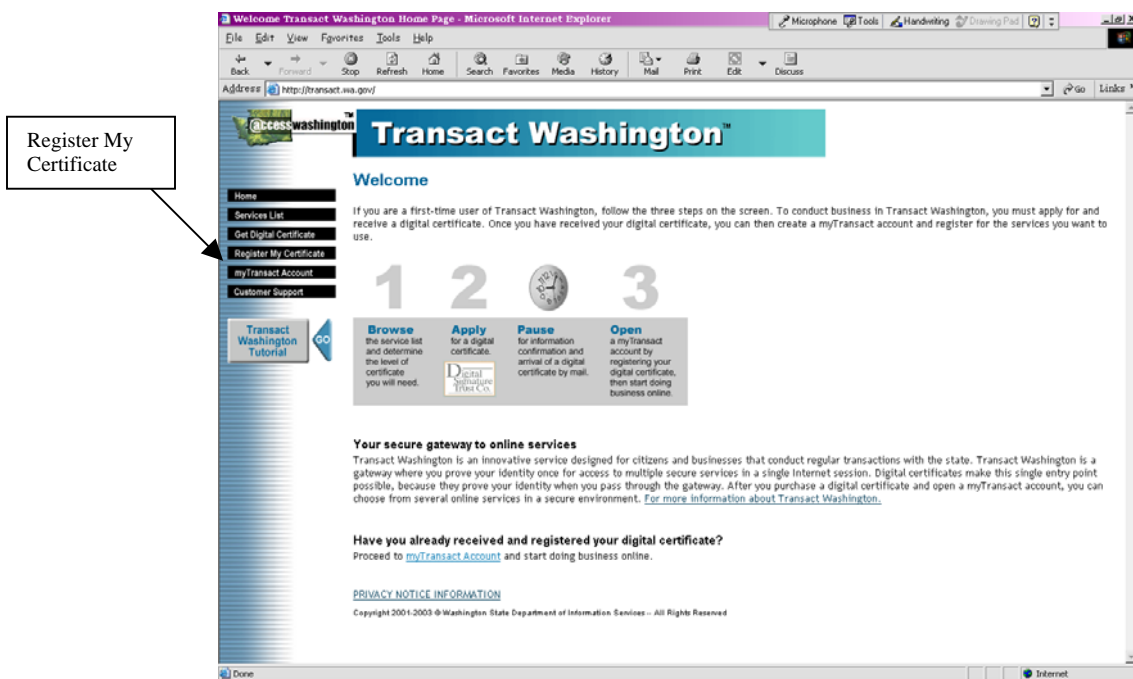 Welcome Transact Washington Home Page - Microsoft Internet Explorer
Microphone Tools Handwriting Drawing Pad
File Edit View Favorites Tools Help
Back Forward Stop Refresh Home Search Favorites Media History Mail Print Edit Discuss
Address http://transact.wa.gov/ Go Links
Register My
Certificate
@accesswashington TM
Transact Washington™
Welcome
If you are a first-time user of Transact Washington, follow the three steps on the screen. To conduct business in Transact Washington, you must apply for and
receive a digital certificate. Once you have received your digital certificate, you can then create a myTransact account and register for the services you want to
use.
Home
Services List
Get Digital Certificate
Register My Certificate
myTransact Account
Customer Support
Transact
Washington
Tutorial
GO
1 2 3
Browse
the service list
and determine
the level of
certificate
you will need.
Apply
for a digital
certificate.
Digital
Signature
Trust Co.
Pause
for information
confirmation and
arrival of a digital
certificate by mail.
Open
a myTransact
account by
registering your
digital certificate,
then start doing
business online.
Your secure gateway to online services
Transact Washington is an innovative service designed for citizens and businesses that conduct regular transactions with the state. Transact Washington is a
gateway where you prove your identity once for access to multiple secure services in a single Internet session. Digital certificates make this single entry point
possible, because they prove your identity when you pass through the gateway. After you purchase a digital certificate and open a myTransact account, you can
choose from several online services in a secure environment. For more information about Transact Washington.
Have you already received and registered your digital certificate?
Proceed to myTransact Account and start doing business online.
PRIVACY NOTICE INFORMATION
Copyright 2001-2003 © Washington State Department of Information Services -- All Rights Reserved
Done
Internet